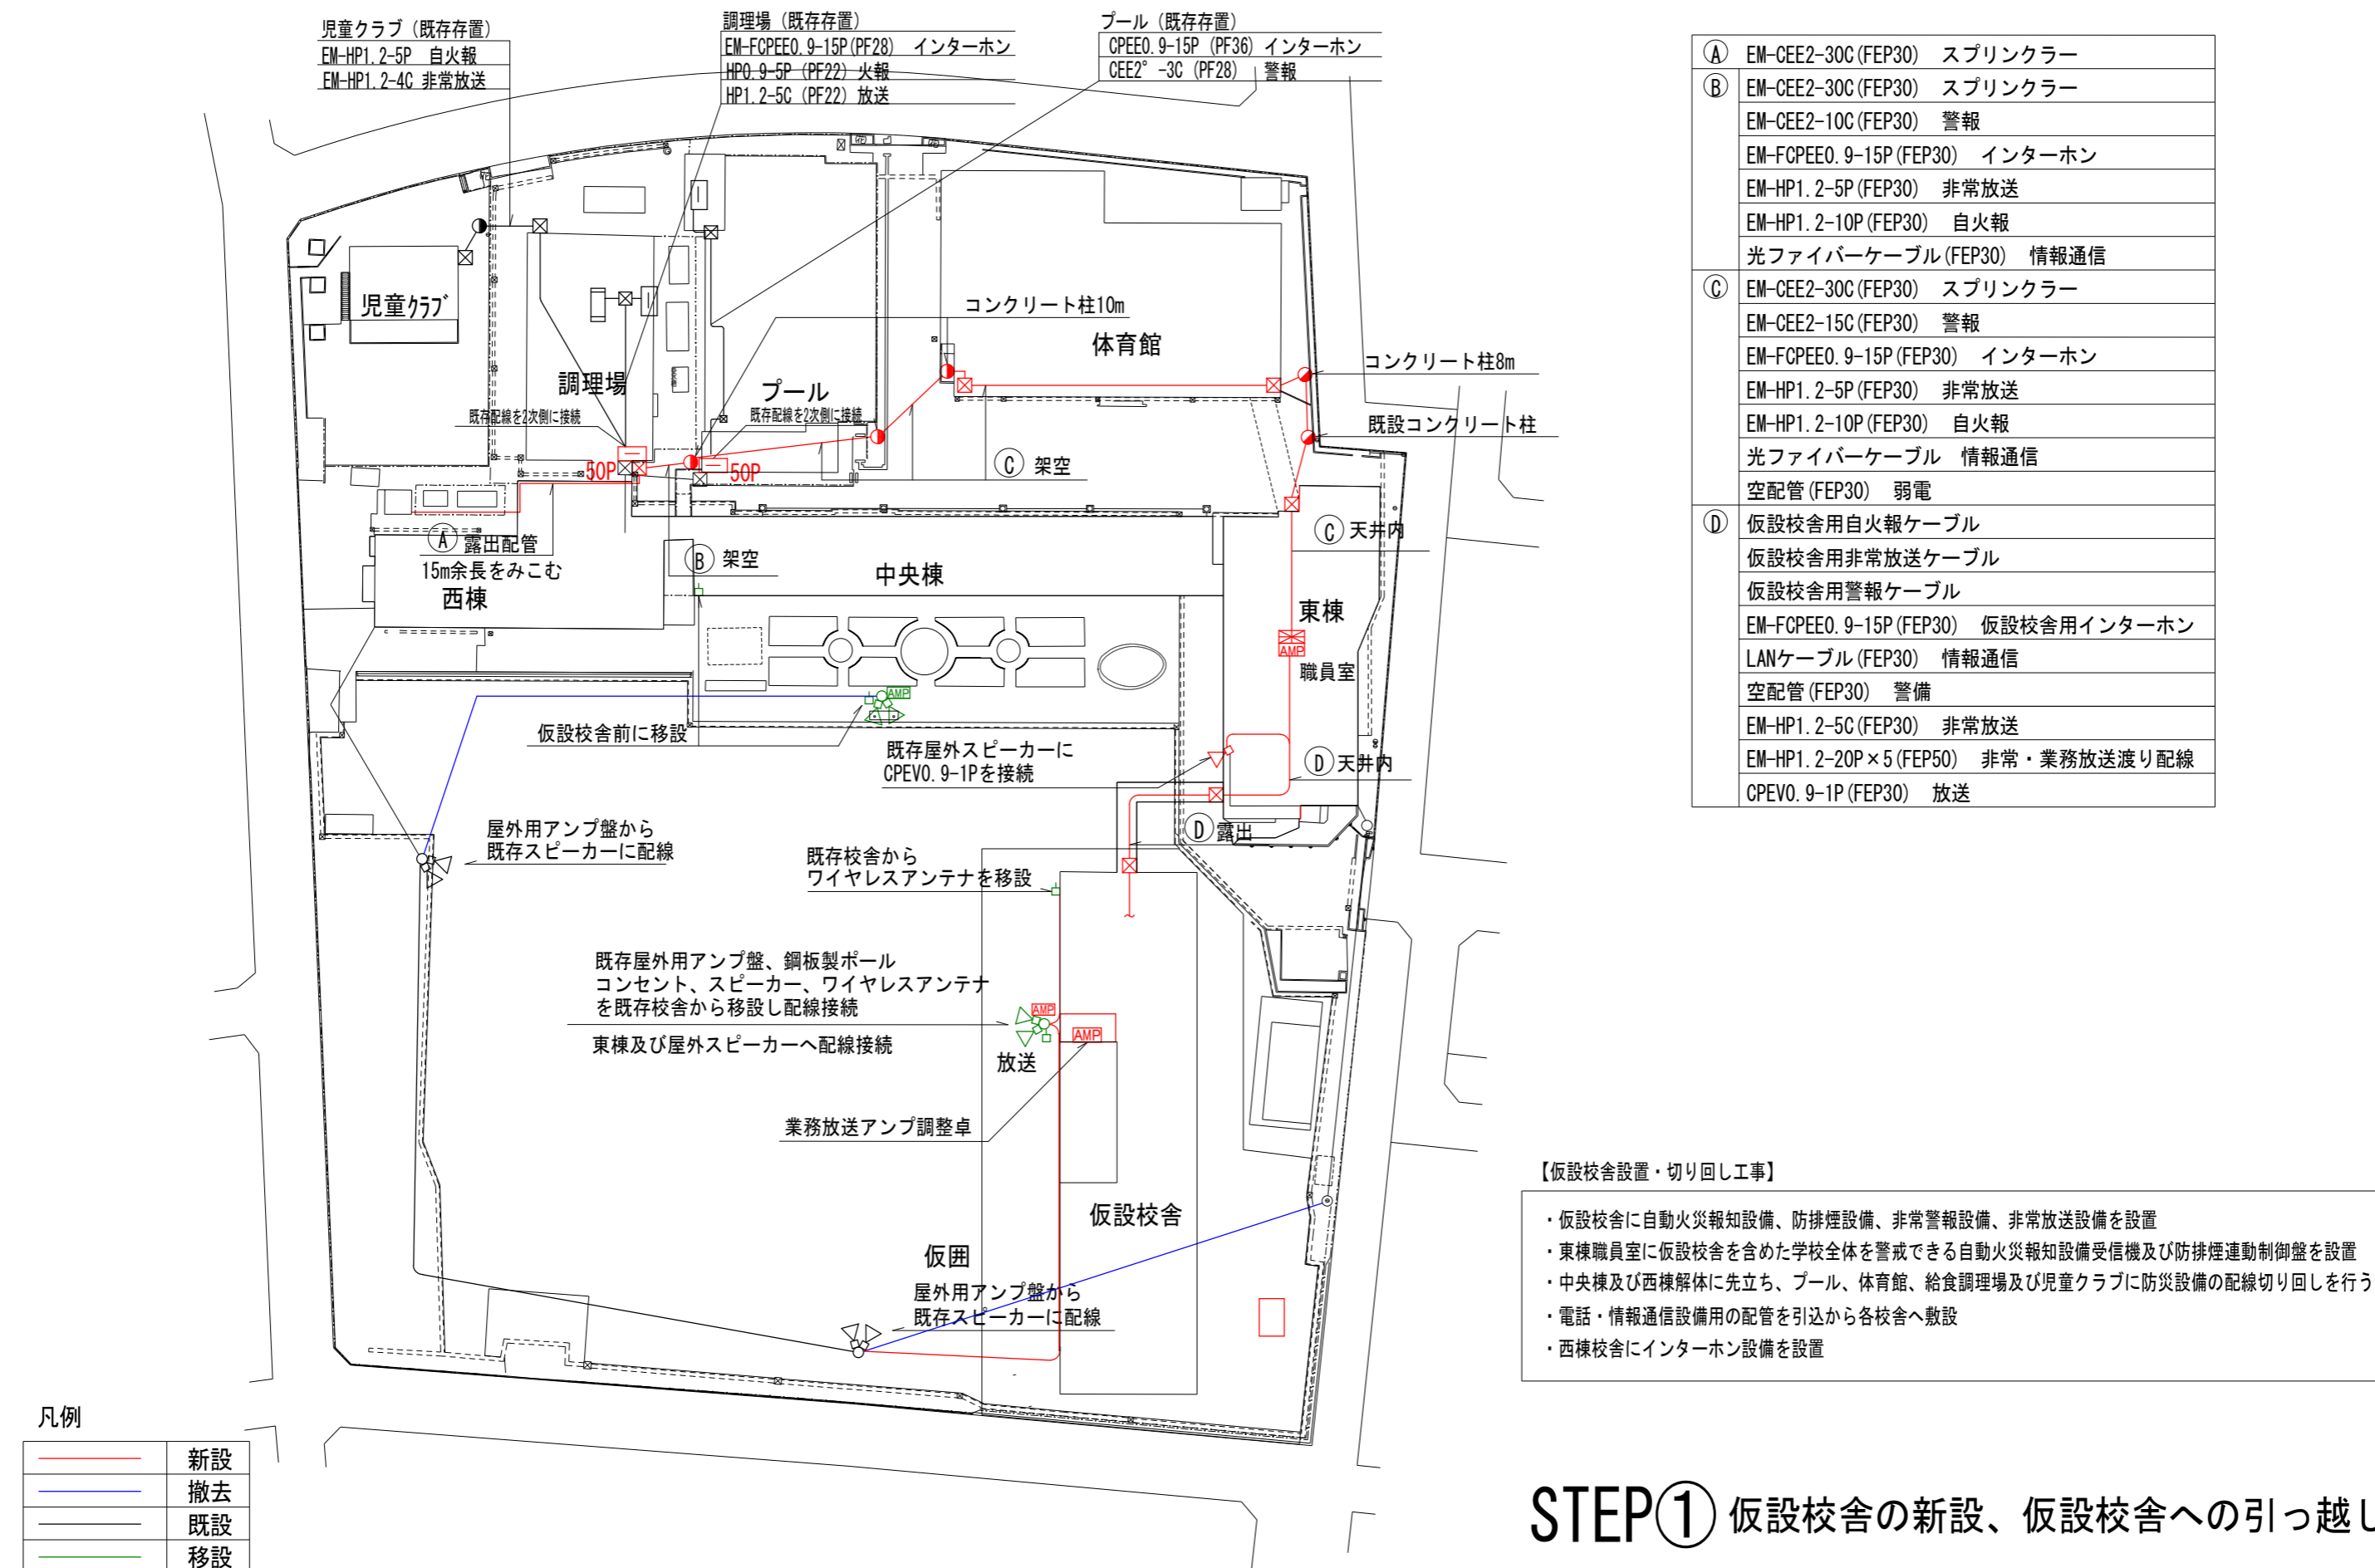 児童クラブ（既存存置）
EM-HP1.2-5P　自火報
EM-HP1.2-4C 非常放送
調理場（既存存置）
EM-FCPEE0.9-15P(PF28)　インターホン
HP0.9-5P (PF22) 火報
HP1.2-5C (PF22) 放送
プール（既存存置）
CPEE0.9-15P (PF36) インターホン
CEE2°-3C (PF28)　警報
Ⓐ　EM-CEE2-30C(FEP30)　スプリンクラー
Ⓑ　EM-CEE2-30C(FEP30)　スプリンクラー
EM-CEE2-10C(FEP30)　警報
EM-FCPEE0.9-15P(FEP30)　インターホン
EM-HP1.2-5P(FEP30)　非常放送
EM-HP1.2-10P(FEP30)　自火報
光ファイバーケーブル(FEP30)　情報通信
Ⓒ　EM-CEE2-30C(FEP30)　スプリンクラー
EM-CEE2-15C(FEP30)　警報
EM-FCPEE0.9-15P(FEP30)　インターホン
EM-HP1.2-5P(FEP30)　非常放送
EM-HP1.2-10P(FEP30)　自火報
光ファイバーケーブル　情報通信
空配管(FEP30)　弱電
Ⓓ　仮設校舎用自火報ケーブル
仮設校舎用非常放送ケーブル
仮設校舎用警報ケーブル
EM-FCPEE0.9-15P(FEP30)　仮設校舎用インターホン
LANケーブル(FEP30)　情報通信
空配管(FEP30)　警備
EM-HP1.2-5C(FEP30)　非常放送
EM-HP1.2-20P×5(FEP50)　非常・業務放送渡り配線
CPEV0.9-1P(FEP30)　放送
児童ｸﾗﾌﾞ
コンクリート柱10m
体育館
コンクリート柱8m
調理場
プール
既存配線を2次側に接続
既存配線を2次側に接続
既設コンクリート柱
50P
50P
Ⓒ 架空
Ⓐ 露出配管
15m余長をみこむ
西棟
Ⓑ 架空
中央棟
Ⓒ 天井内
東棟
AMP
職員室
AMP
仮設校舎前に移設
既存屋外スピーカーに
CPEV0.9-1Pを接続
Ⓓ 天井内
屋外用アンプ盤から
既存スピーカーに配線
Ⓓ 露出
既存校舎から
ワイヤレスアンテナを移設
既存屋外用アンプ盤、鋼板製ポール
コンセント、スピーカー、ワイヤレスアンテナ
を既存校舎から移設し配線接続
東棟及び屋外スピーカーへ配線接続
AMP
AMP
放送
業務放送アンプ調整卓
仮設校舎
仮囲
屋外用アンプ盤から
既存スピーカーに配線
【仮設校舎設置・切り回し工事】
・仮設校舎に自動火災報知設備、防排煙設備、非常警報設備、非常放送設備を設置
・東棟職員室に仮設校舎を含めた学校全体を警戒できる自動火災報知設備受信機及び防排煙連動制御盤を設置
・中央棟及び西棟解体に先立ち、プール、体育館、給食調理場及び児童クラブに防災設備の配線切り回しを行う
・電話・情報通信設備用の配管を引込から各校舎へ敷設
・西棟校舎にインターホン設備を設置
凡例
新設
撤去
既設
移設
STEP① 仮設校舎の新設、仮設校舎への引っ越し